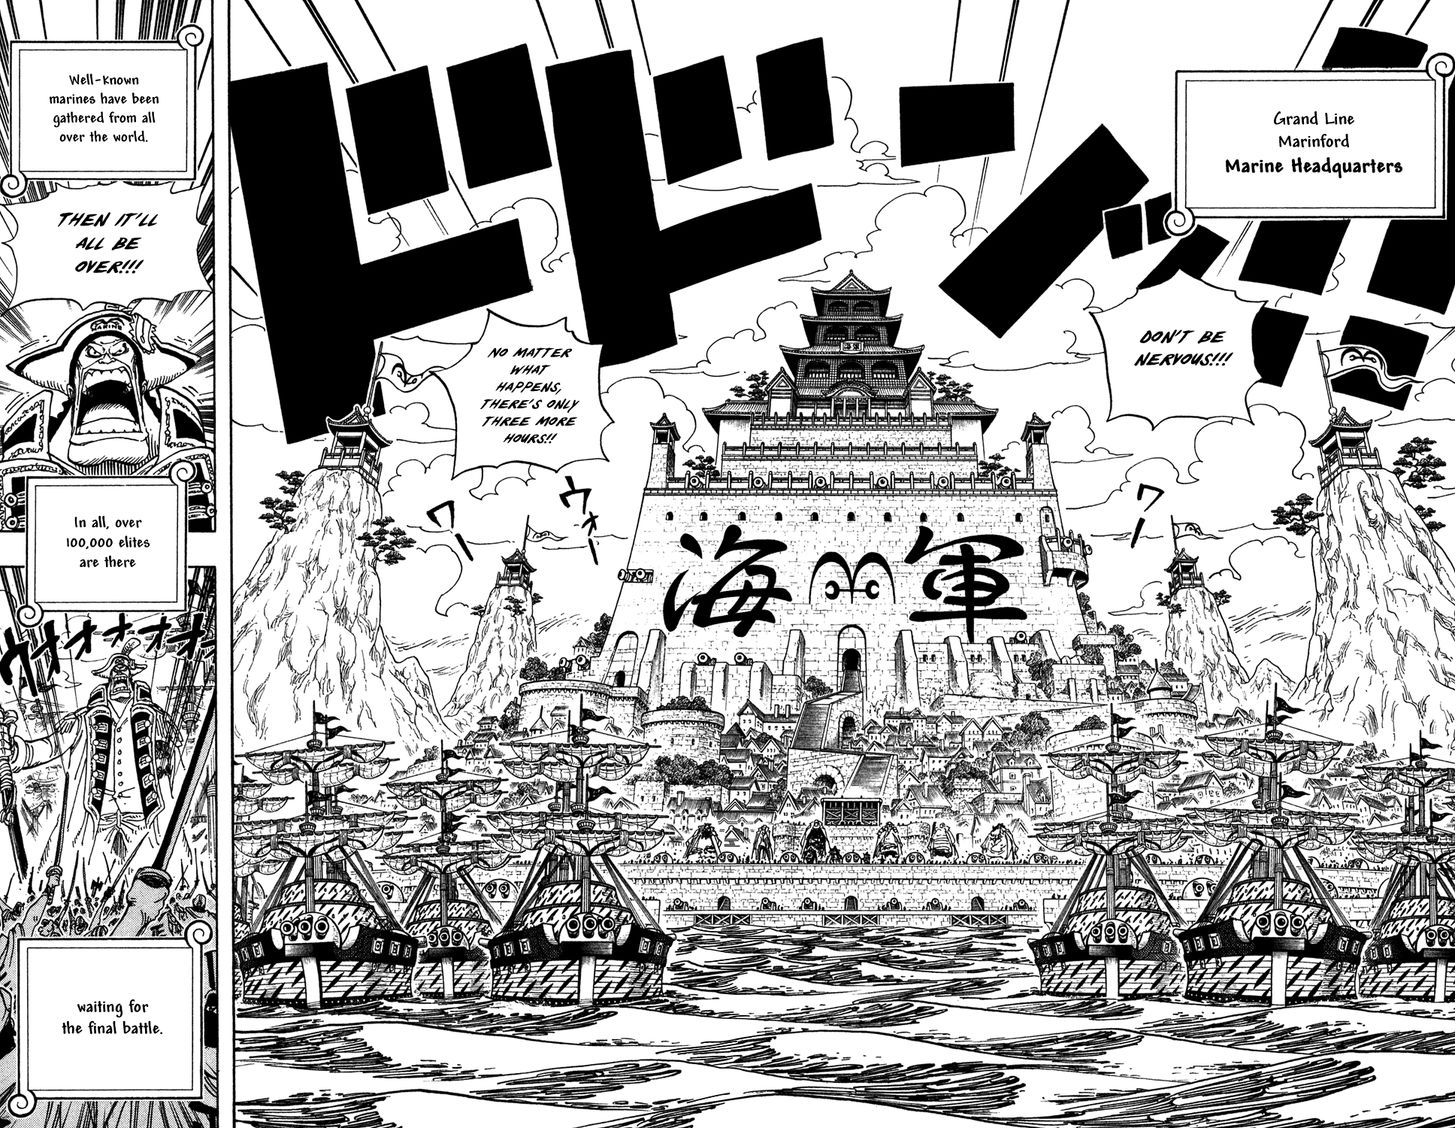 Grand Line
Marinford
Marine Headquarters
ドドーン!!
DON'T BE
NERVOUS!!!
NO MATTER
WHAT
HAPPENS,
THERE'S ONLY
THREE MORE
HOURS!!
ワー
ウォー
ワー
海軍
Well-Known
marines have been
gathered from all
over the world.
THEN IT'LL
ALL BE
OVER!!!
MARINE
In all, over
100,000 elites
are there
ウオオオオオ
waiting for
the final battle.